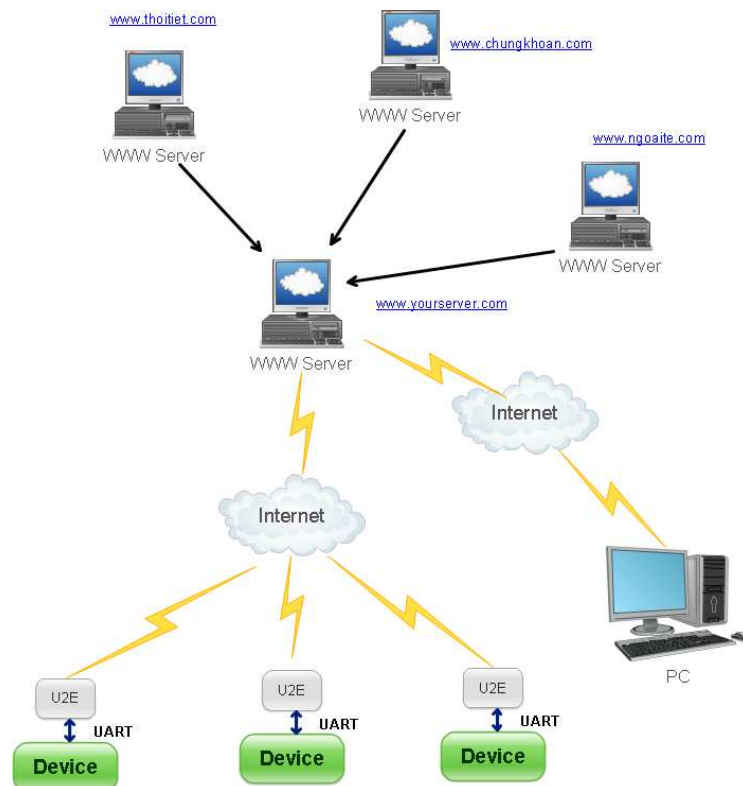 www.thoitiet.com
www.chungkhoan.com
WWW Server
WWW Server
www.ngoaite.com
WWW Server
www.yourserver.com
WWW Server
Internet
Internet
PC
U2E
U2E
U2E
UART
UART
UART
Device
Device
Device